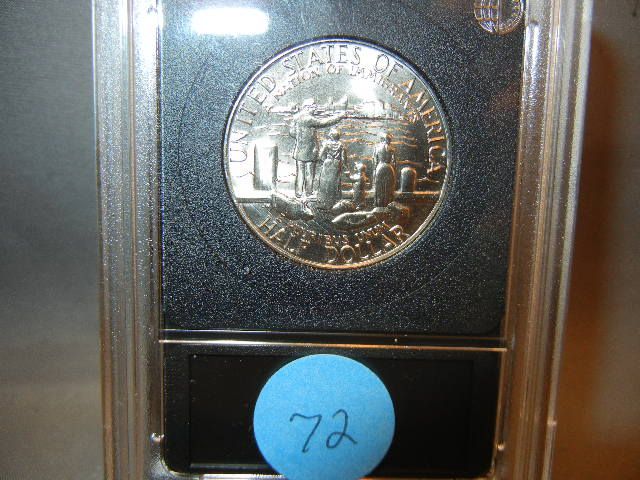 UNITED STATES OF AMERICA
A NATION OF IMMIGRANTS
HALF DOLLAR
72